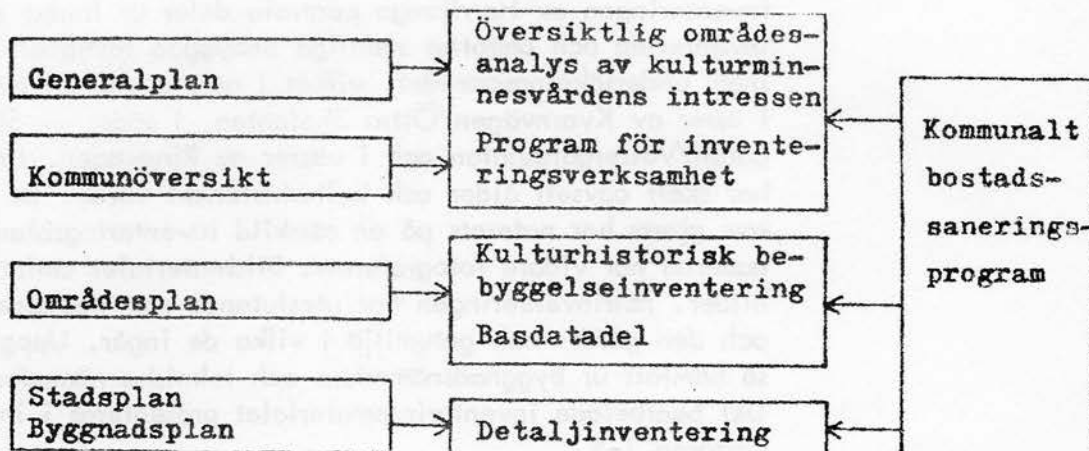 Generalplan
Kommunöversikt
Områdesplan
Stadsplan
Byggnadsplan
Översiktlig områdes-
analys av kulturmin-
nesvårdens intressen
Program för invente-
ringsverksamhet
Kulturhistorisk be-
byggelseinventering
Basdatadel
Detaljinventering
Kommunalt
bostads-
sanerings-
program